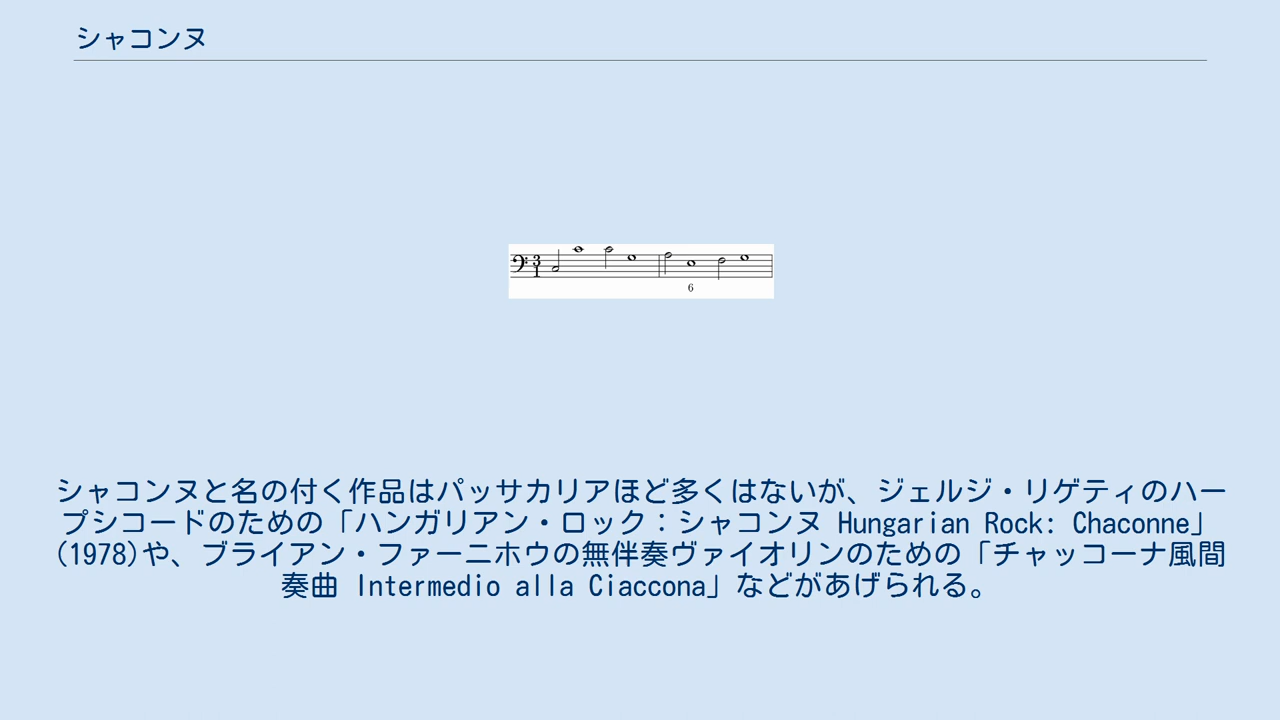 シャコンヌ
3
1
6
シャコンヌと名の付く作品はパッサカリアほど多くはないが、ジェルジ・リゲティのハー
プシコードのための「ハンガリアン・ロック：シャコンヌ Hungarian Rock: Chaconne」
(1978)や、ブライアン・ファーニホウの無伴奏ヴァイオリンのための「チャッコーナ風間
奏曲 Intermedio alla Ciaccona」などがあげられる。